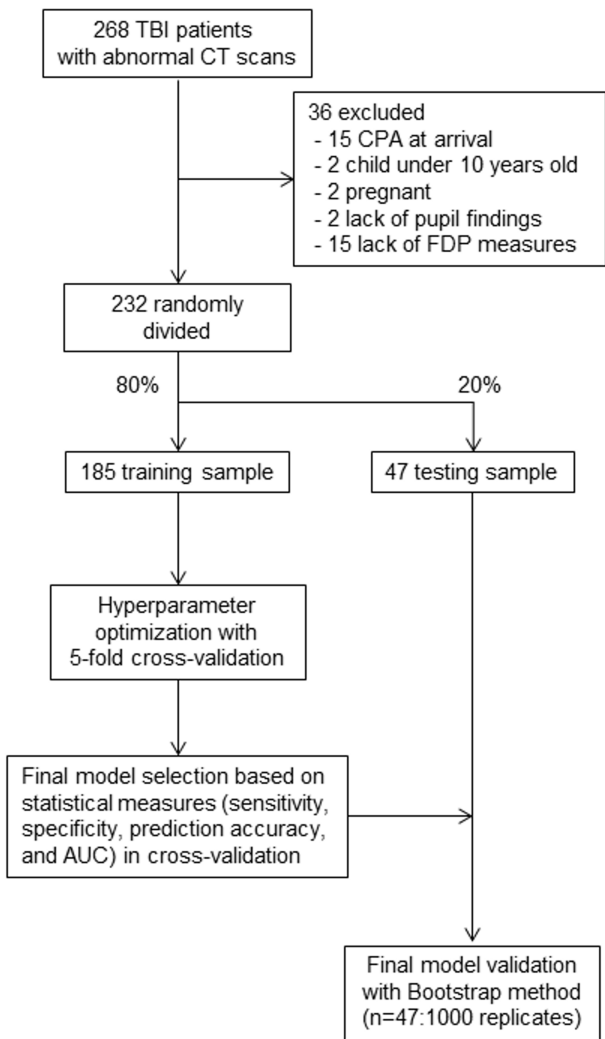 268 TBI patients
with abnormal CT scans
36 excluded
- 15 CPA at arrival
- 2 child under 10 years old
- 2 pregnant
- 2 lack of pupil findings
- 15 lack of FDP measures
232 randomly
divided
80%
20%
185 training sample
47 testing sample
Hyperparameter
optimization with
5-fold cross-validation
Final model selection based on
statistical measures (sensitivity,
specificity, prediction accuracy,
and AUC) in cross-validation
Final model validation
with Bootstrap method
(n=47:1000 replicates)